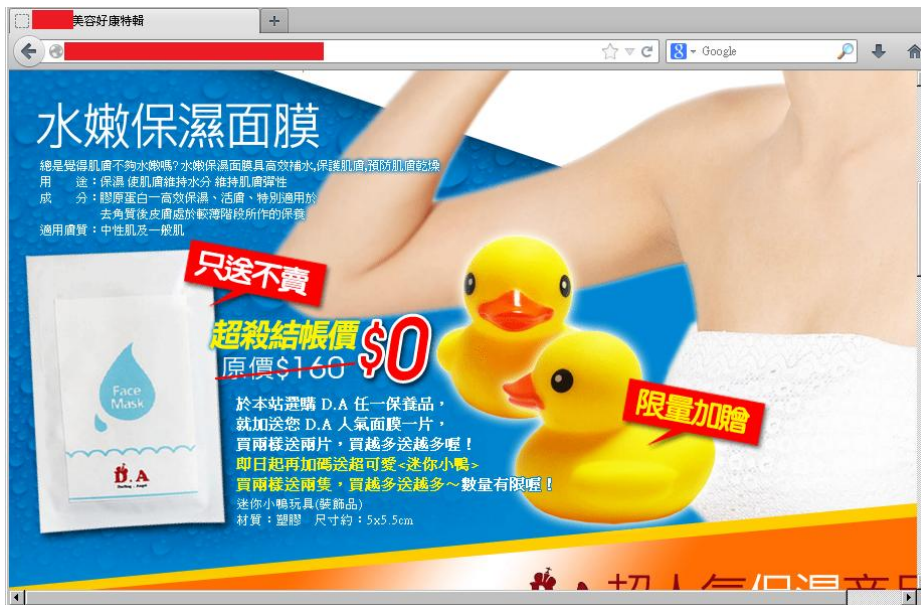 美容好康特輯
Google
水嫩保濕面膜
總是覺得肌膚不夠水嫩嗎?水嫩保濕面膜具高效補水,保護肌膚,預防肌膚乾燥
用 途：保濕 使肌膚維持水分 維持肌膚彈性
成 分：膠原蛋白—高效保濕、活膚、特別適用於
去角質後皮膚處於較薄階段所作的保養
適用膚質：中性肌及一般肌
只送不賣
超殺結帳價 $0
原價$160
Face
Mask
D.A
於本站選購 D.A 任一保養品，
就加送您 D.A 人氣面膜一片，
買兩樣送兩片，買越多送越多喔！
即日起再加碼送超可愛<迷你小鴨>
買兩樣送兩隻，買越多送越多～數量有限喔！
限量加贈
迷你小鴨玩具(裝飾品)
材質：塑膠 尺寸約：5x5.5cm
超人氣保濕產品